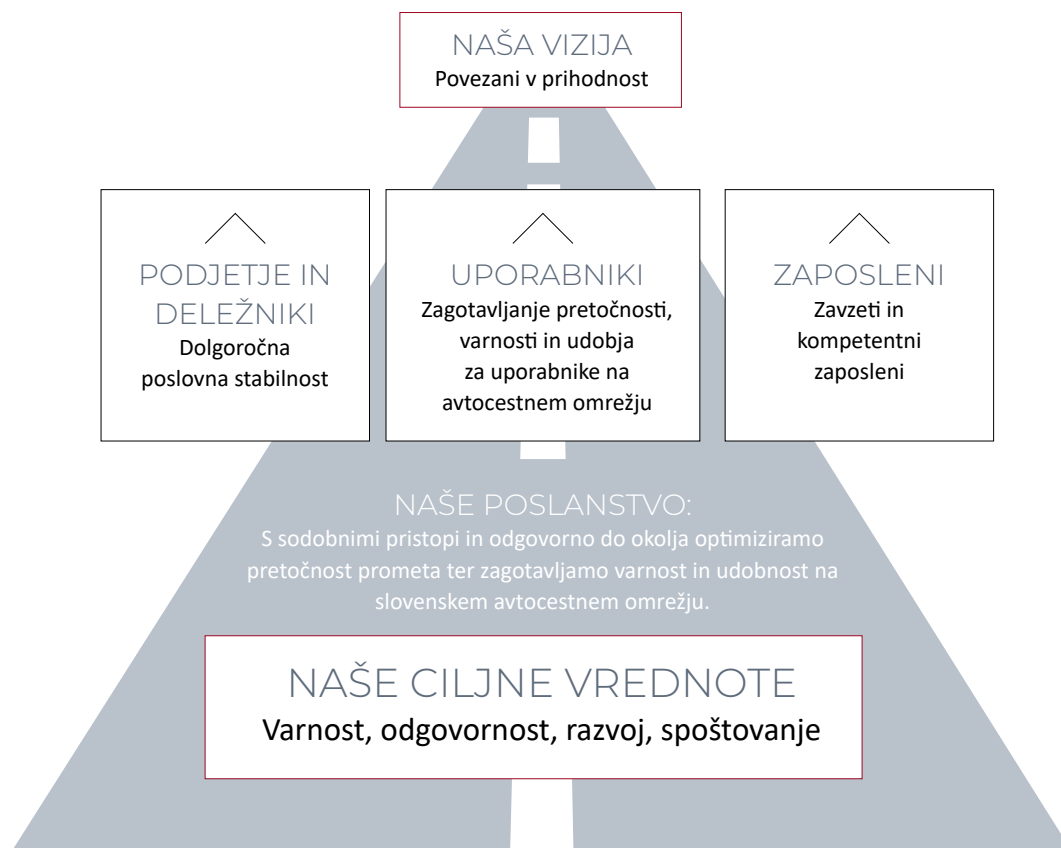 NAŠA VIZIJA
Povezani v prihodnost
PODJETJE IN
DELEŽNIKI
Dolgoročna
poslovna stabilnost
UPORABNIKI
Zagotavljanje pretočnosti,
varnosti in udobja
za uporabnike na
avtocestnem omrežju
ZAPOSLENI
Zavzeti in
kompetentni
zaposleni
NAŠE POSLANSTVO:
S sodobnimi pristopi in odgovorno do okolja optimiziramo
pretočnost prometa ter zagotavljamo varnost in udobnost na
slovenskem avtocestnem omrežju.
NAŠE CILJNE VREDNOTE
Varnost, odgovornost, razvoj, spoštovanje